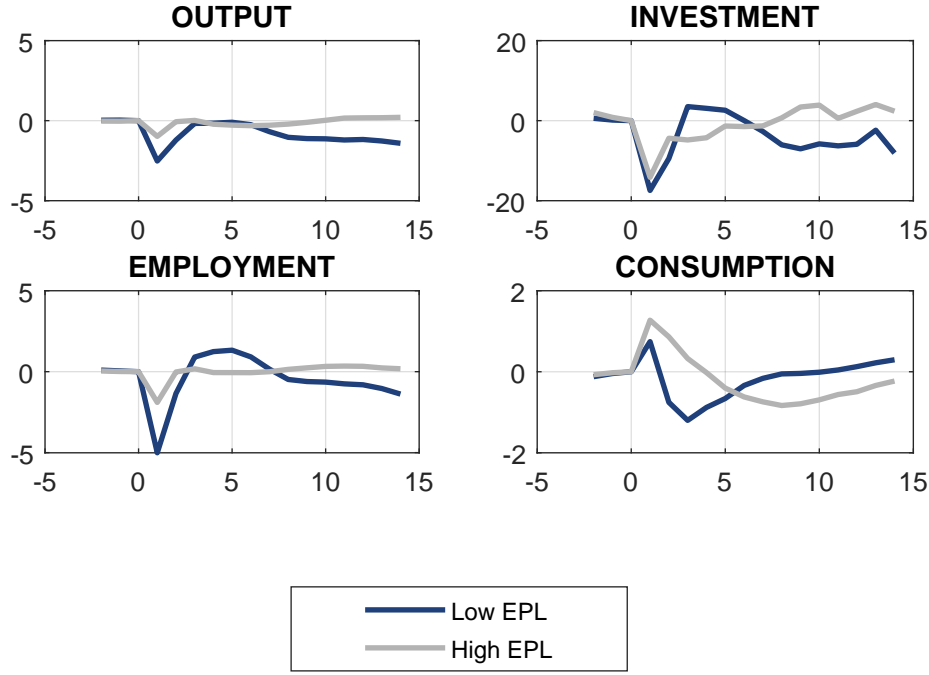 OUTPUT
5
0
-5
-5 0 5 10 15
INVESTMENT
20
0
-20
-5 0 5 10 15
EMPLOYMENT
5
0
-5
-5 0 5 10 15
CONSUMPTION
2
0
-2
-5 0 5 10 15
Low EPL
High EPL